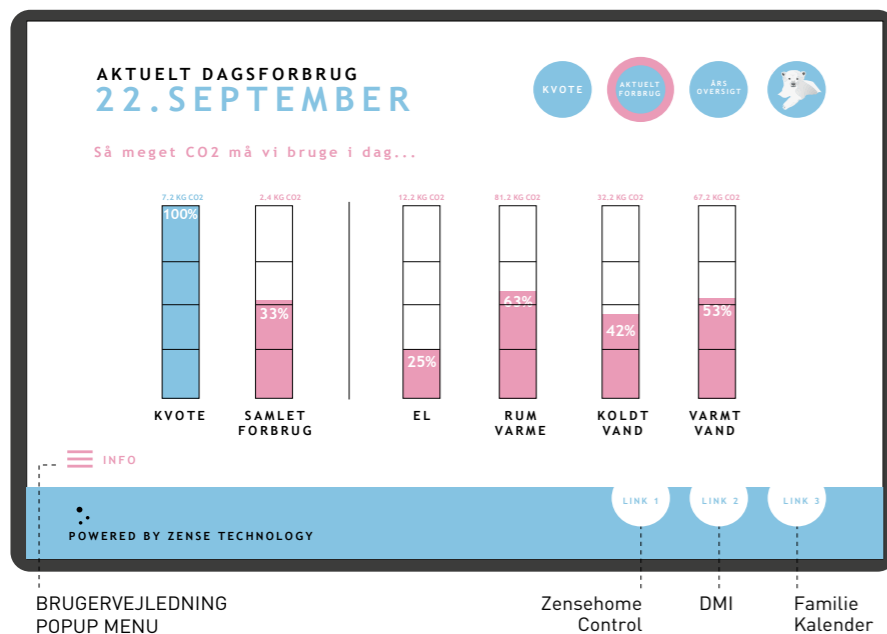 AKTUELT DAGSFORBRUG
22.SEPTEMBER
KVOTE
AKTUELT
FORBRUG
ÅRS
OVERSIGT
Så meget CO2 må vi bruge i dag...
7.2 KG CO2
2.4 KG CO2
12.2 KG CO2
81.2 KG CO2
32.2 KG CO2
67.2 KG CO2
100%
33%
25%
63%
42%
53%
KVOTE
SAMLET
FORBRUG
EL
RUM
VARME
KOLDT
VAND
VARMT
VAND
INFO
LINK 1
LINK 2
LINK 3
POWERED BY ZENSE TECHNOLOGY
BRUGERVEJLEDNING
POPUP MENU
Zensehome
Control
DMI
Familie
Kalender